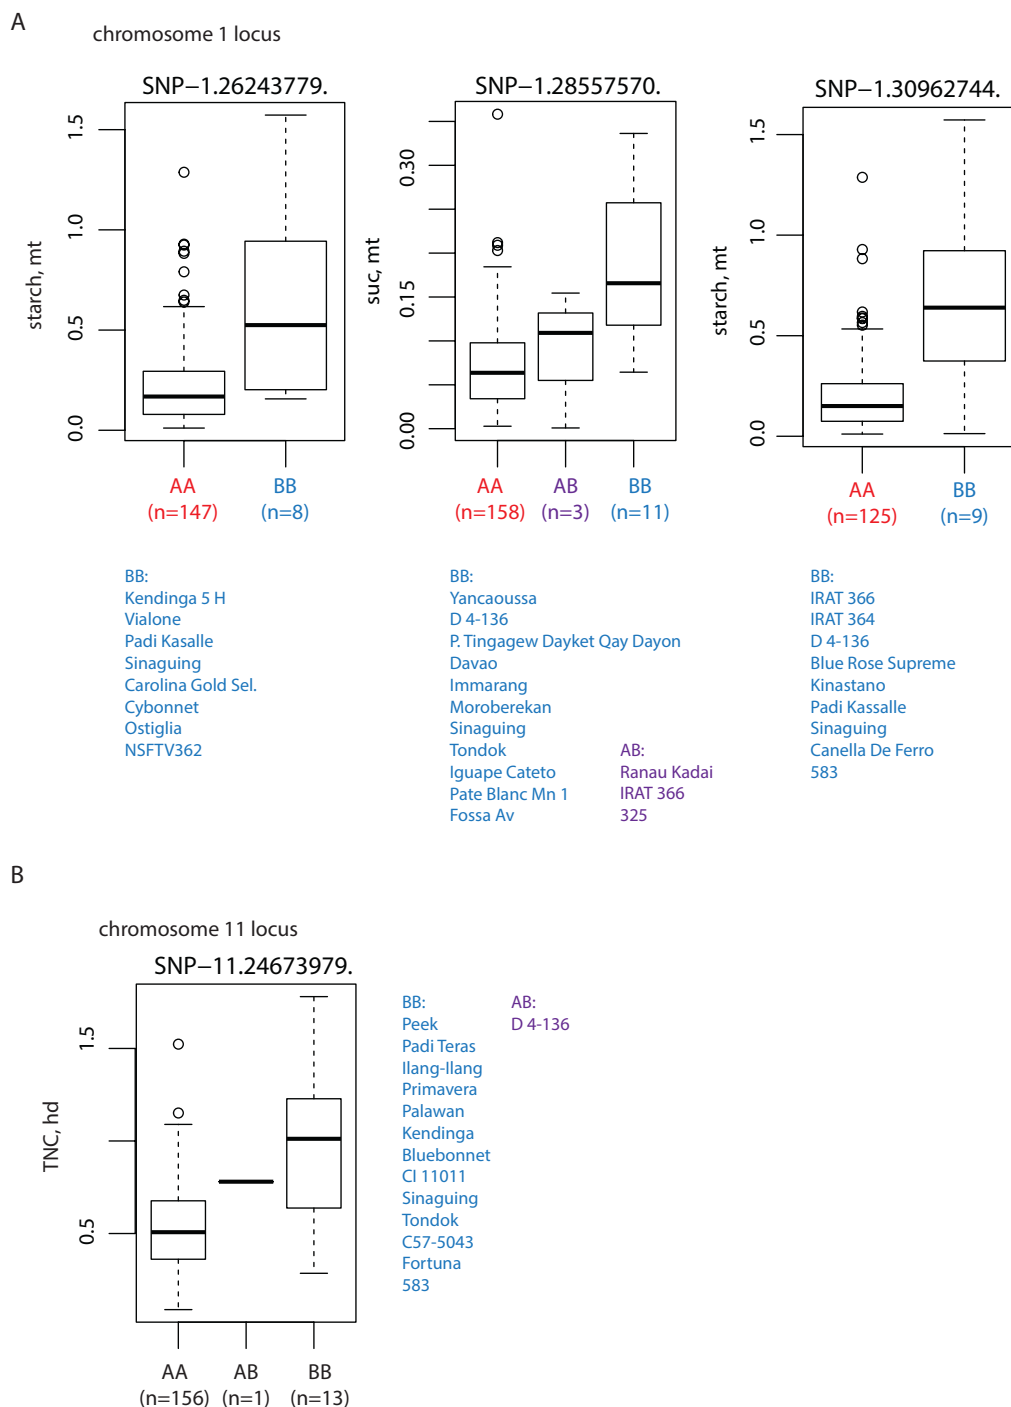 A
chromosome 1 locus
SNP−1.26243779.
starch, mt
1.5
1.0
0.5
0.0
AA
(n=147)
BB
(n=8)
BB:
Kendinga 5 H
Vialone
Padi Kasalle
Sinaguing
Carolina Gold Sel.
Cybonnet
Ostiglia
NSFTV362
SNP−1.28557570.
suc, mt
0.30
0.15
0.00
AA
(n=158)
AB
(n=3)
BB
(n=11)
BB:
Yancaoussa
D 4-136
P. Tingagew Dayket Qay Dayon
Davao
Immarang
Moroberekan
Sinaguing
Tondok
Iguape Cateto
Pate Blanc Mn 1
Fossa Av
AB:
Ranau Kadai
IRAT 366
325
SNP−1.30962744.
starch, mt
1.5
1.0
0.5
0.0
AA
(n=125)
BB
(n=9)
BB:
IRAT 366
IRAT 364
D 4-136
Blue Rose Supreme
Kinastano
Padi Kassalle
Sinaguing
Canella De Ferro
583
B
chromosome 11 locus
SNP−11.24673979.
TNC, hd
1.5
0.5
AA
(n=156)
AB
(n=1)
BB
(n=13)
BB:
Peek
Padi Teras
Ilang-Ilang
Primavera
Palawan
Kendinga
Bluebonnet
CI 11011
Sinaguing
Tondok
C57-5043
Fortuna
583
AB:
D 4-136